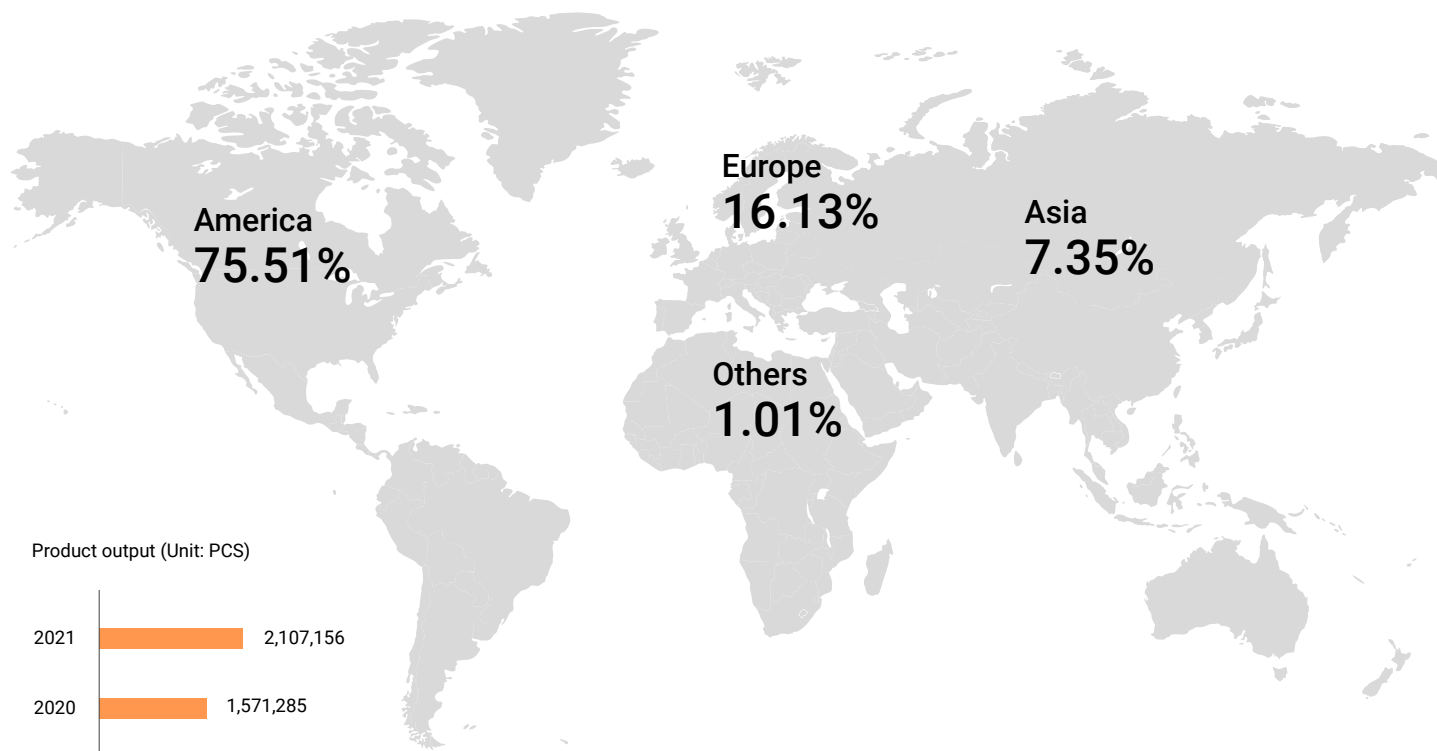 Europe
16.13%
America
75.51%
Asia
7.35%
Others
1.01%
Product output (Unit: PCS)
2021 2,107,156
2020 1,571,285